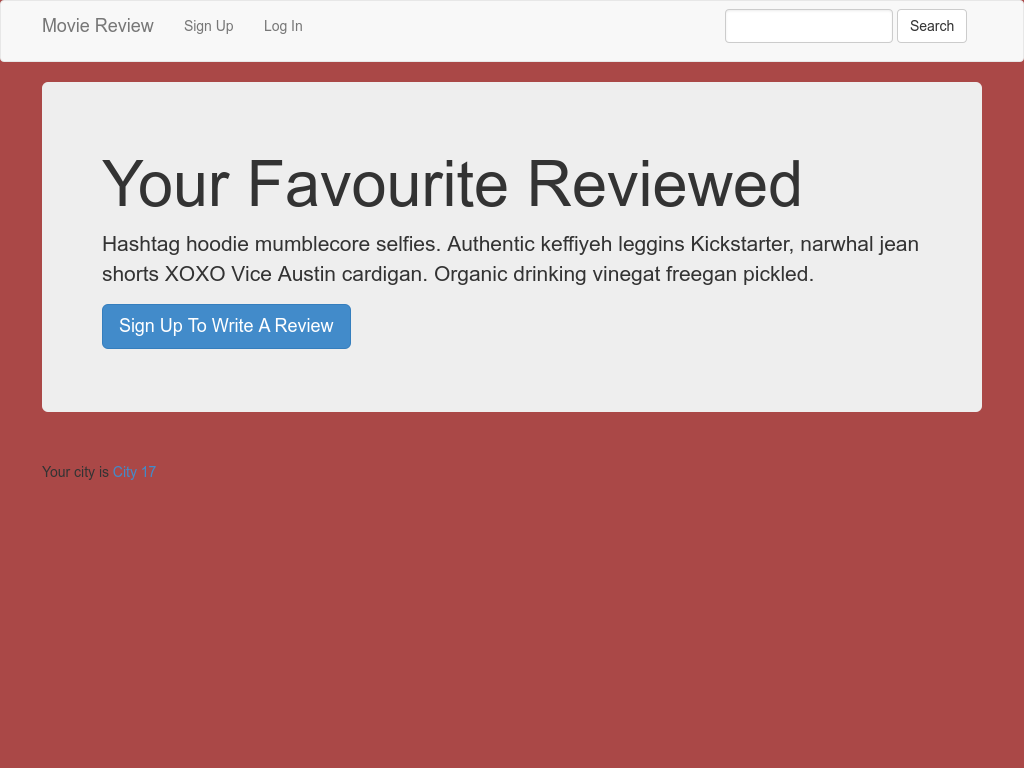 Movie Review Sign Up Log In Search
Your Favourite Reviewed
Hashtag hoodie mumblecore selfies. Authentic keffiyeh leggins Kickstarter, narwhal jean
shorts XOXO Vice Austin cardigan. Organic drinking vinegat freegan pickled.
Sign Up To Write A Review
Your city is City 17